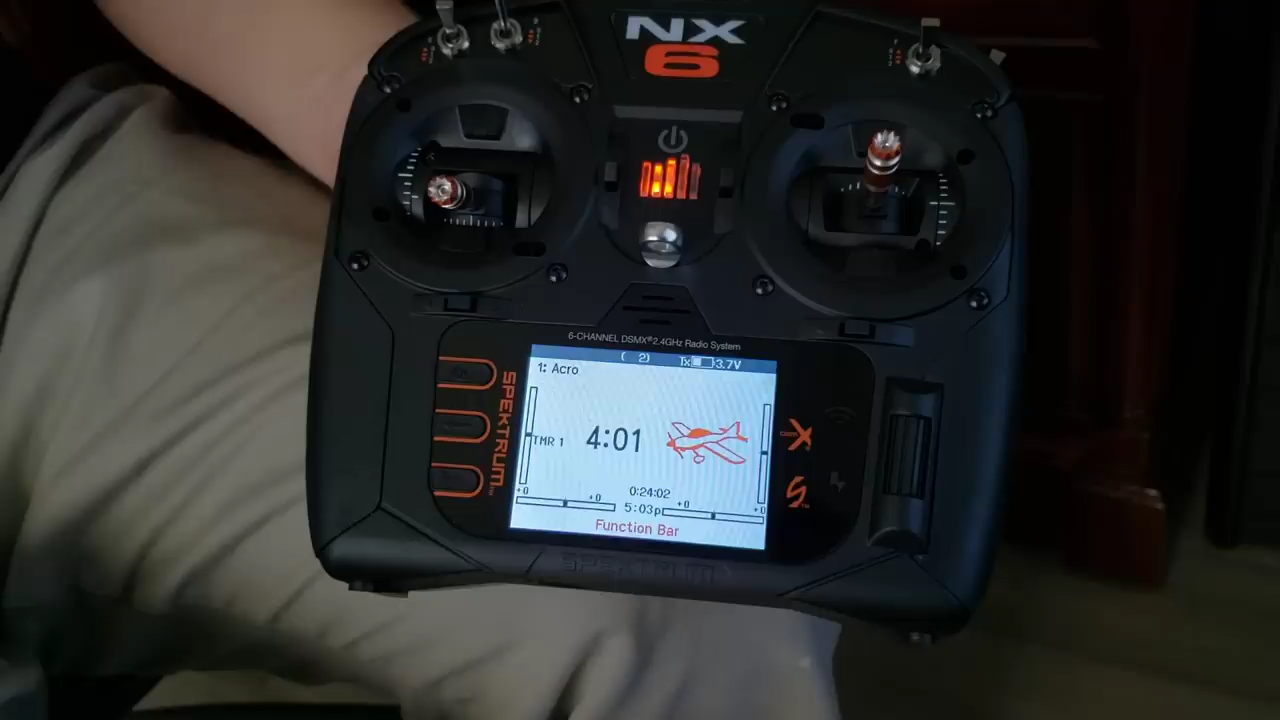 NX
6
6-CHANNEL DSMX® 2.4GHz Radio System
( 2) Tx 3.7V
1: Acro
TMR 1 4:01
0:24:02
+0 +0 5:03p +0 +0
Function Bar
SPEKTRUM
SPEKTRUM